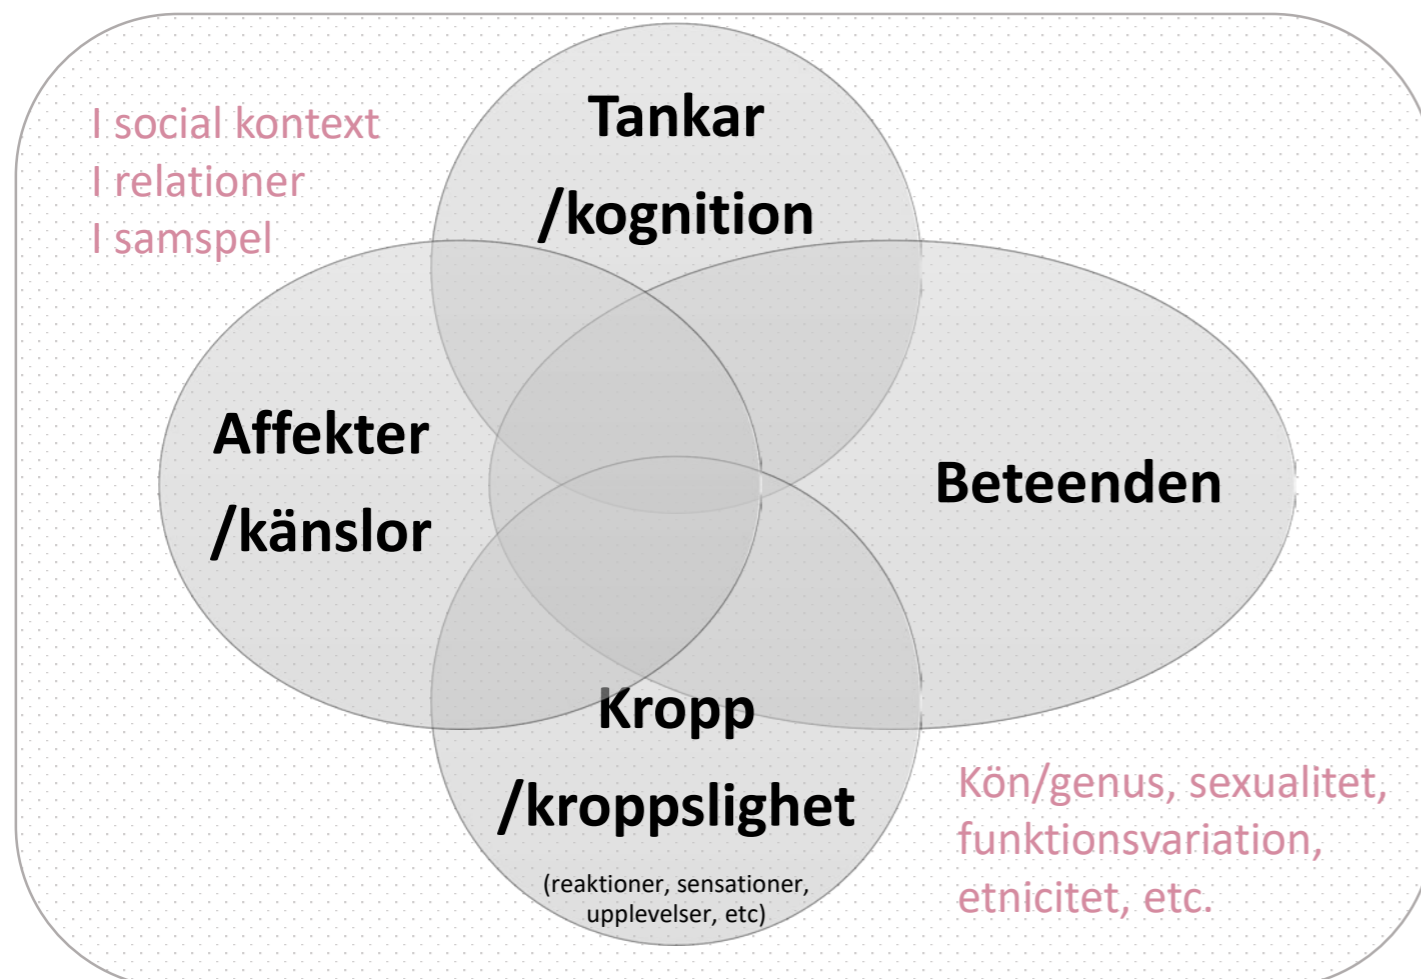 I social kontext
I relationer
I samspel
Tankar
/kognition
Affekter
/känslor
Beteenden
Kropp
/kroppslighet
(reaktioner, sensationer,
upplevelser, etc)
Kön/genus, sexualitet,
funktionsvariation,
etnicitet, etc.